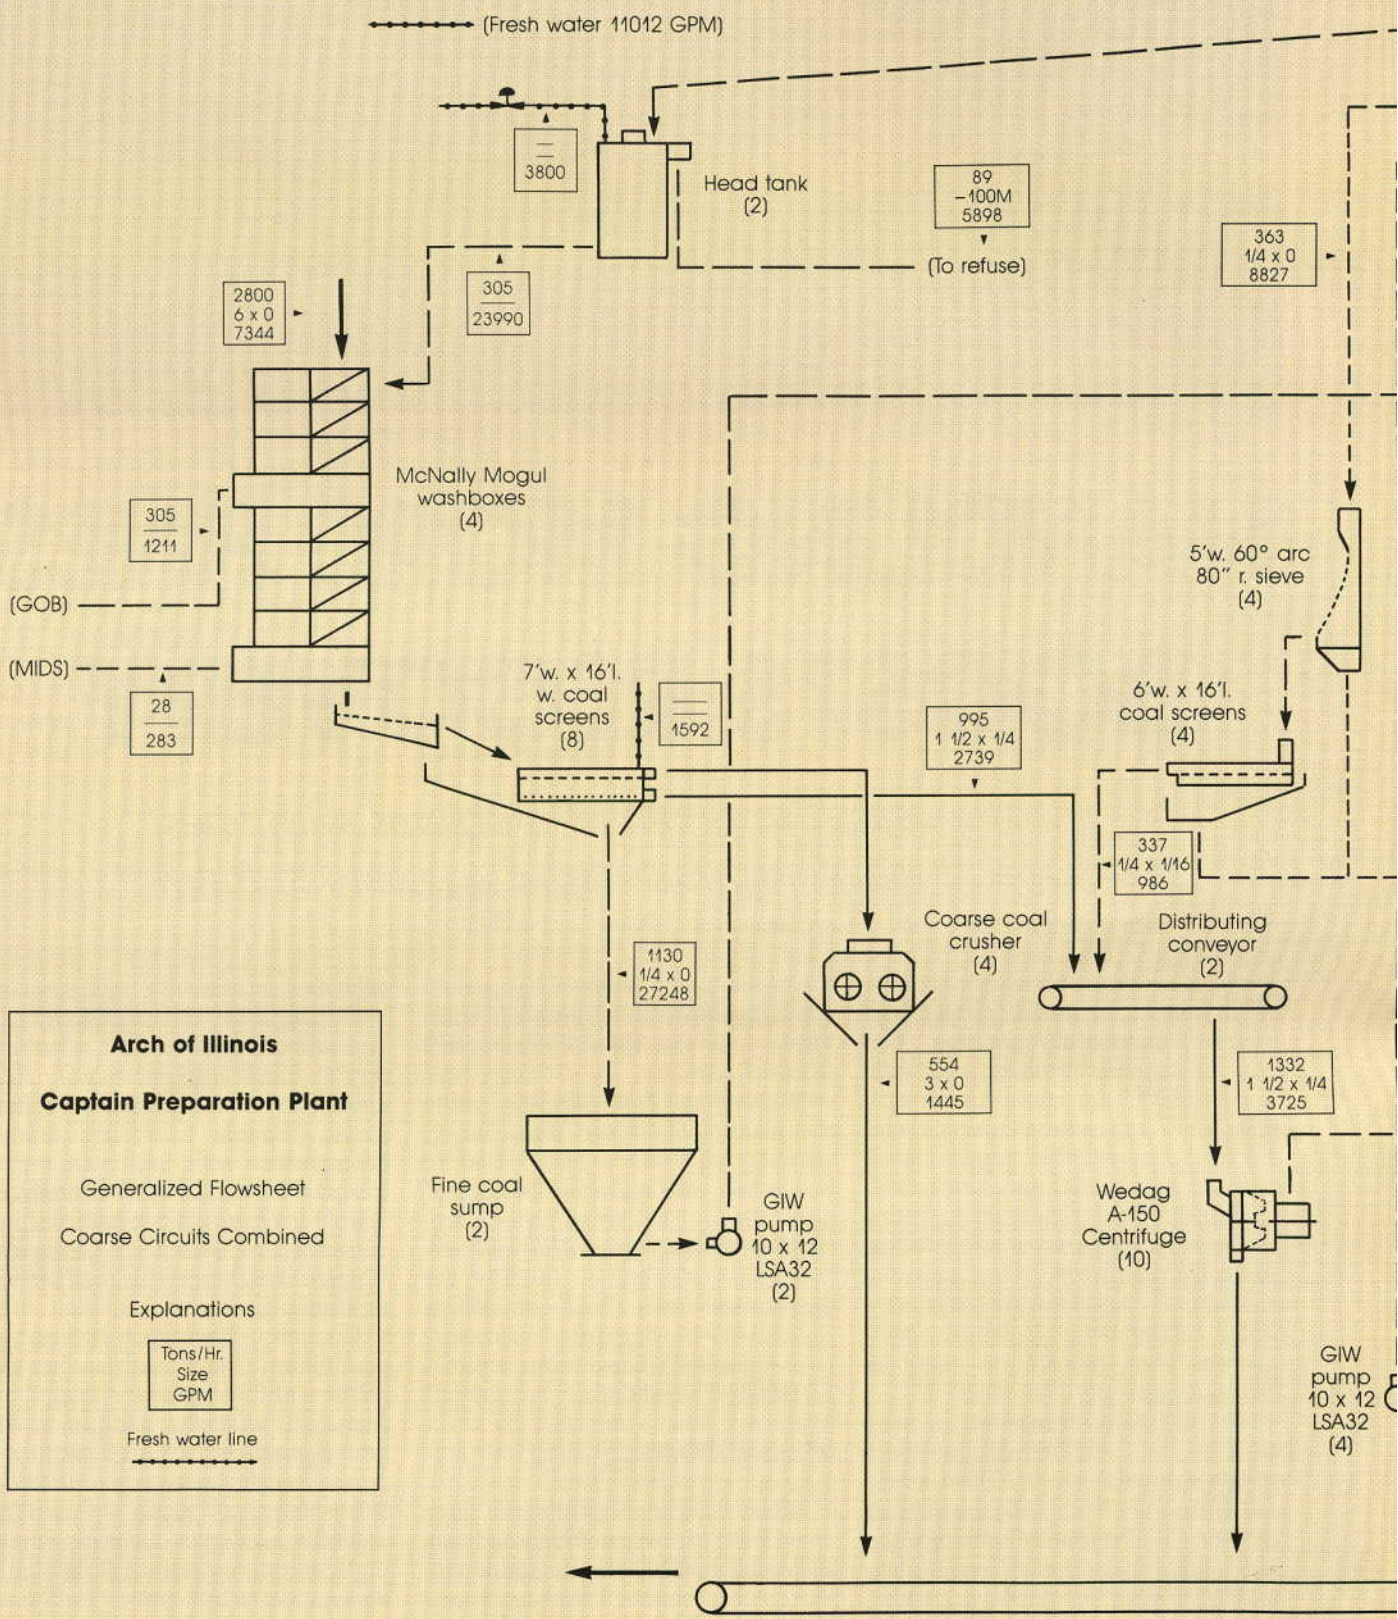 (Fresh water 11012 GPM)
3800
Head tank
(2)
89
–100M
5898
(To refuse)
363
1/4 x 0
8827
305
23990
2800
6 x 0
7344
McNally Mogul
washboxes
(4)
305
1211
(GOB)
(MIDS)
28
283
5'w. 60° arc
80" r. sieve
(4)
7'w. x 16'l.
w. coal
screens
(8)
1592
995
1 1/2 x 1/4
2739
6'w. x 16'l.
coal screens
(4)
337
1/4 x 1/16
986
Coarse coal
crusher
(4)
Distributing
conveyor
(2)
1130
1/4 x 0
27248
554
3 x 0
1445
1332
1 1/2 x 1/4
3725
Fine coal
sump
(2)
GIW
pump
10 x 12
LSA32
(2)
Wedag
A-150
Centrifuge
(10)
GIW
pump
10 x 12
LSA32
(4)
Arch of Illinois
Captain Preparation Plant
Generalized Flowsheet
Coarse Circuits Combined
Explanations
Tons/Hr.
Size
GPM
Fresh water line